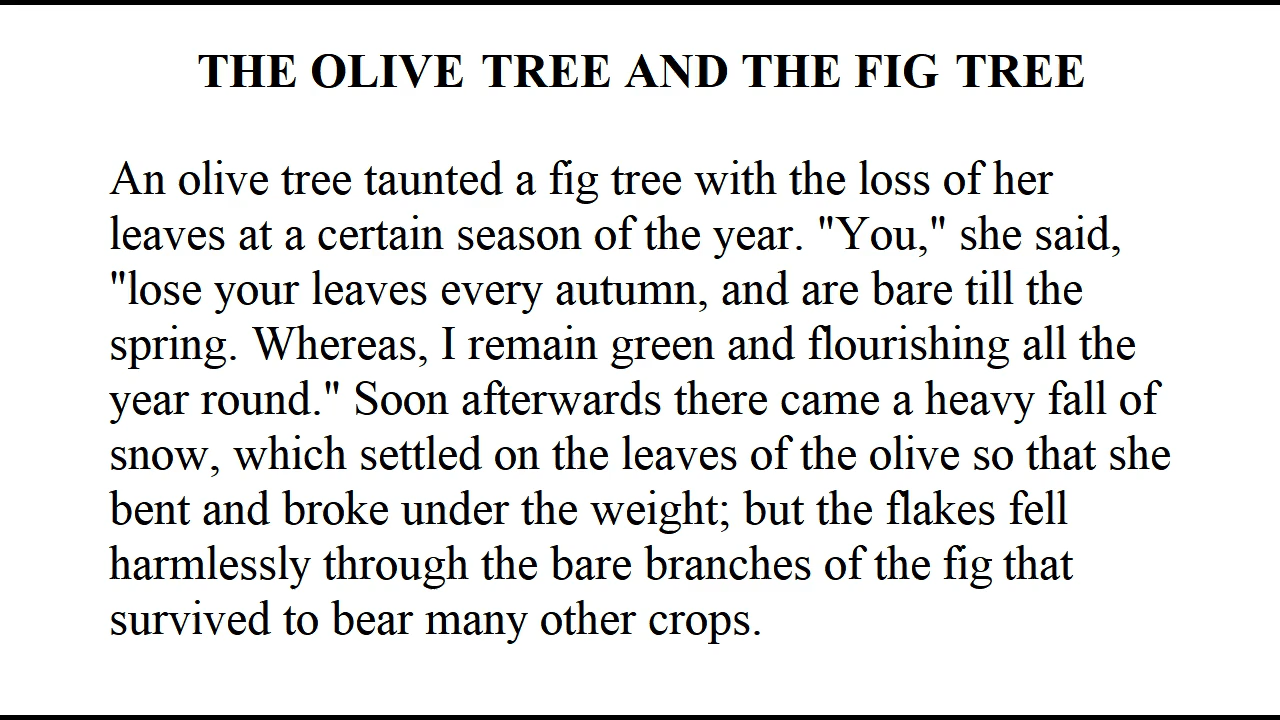 THE OLIVE TREE AND THE FIG TREE
An olive tree taunted a fig tree with the loss of her
leaves at a certain season of the year. "You," she said,
"lose your leaves every autumn, and are bare till the
spring. Whereas, I remain green and flourishing all the
year round." Soon afterwards there came a heavy fall of
snow, which settled on the leaves of the olive so that she
bent and broke under the weight; but the flakes fell
harmlessly through the bare branches of the fig that
survived to bear many other crops.